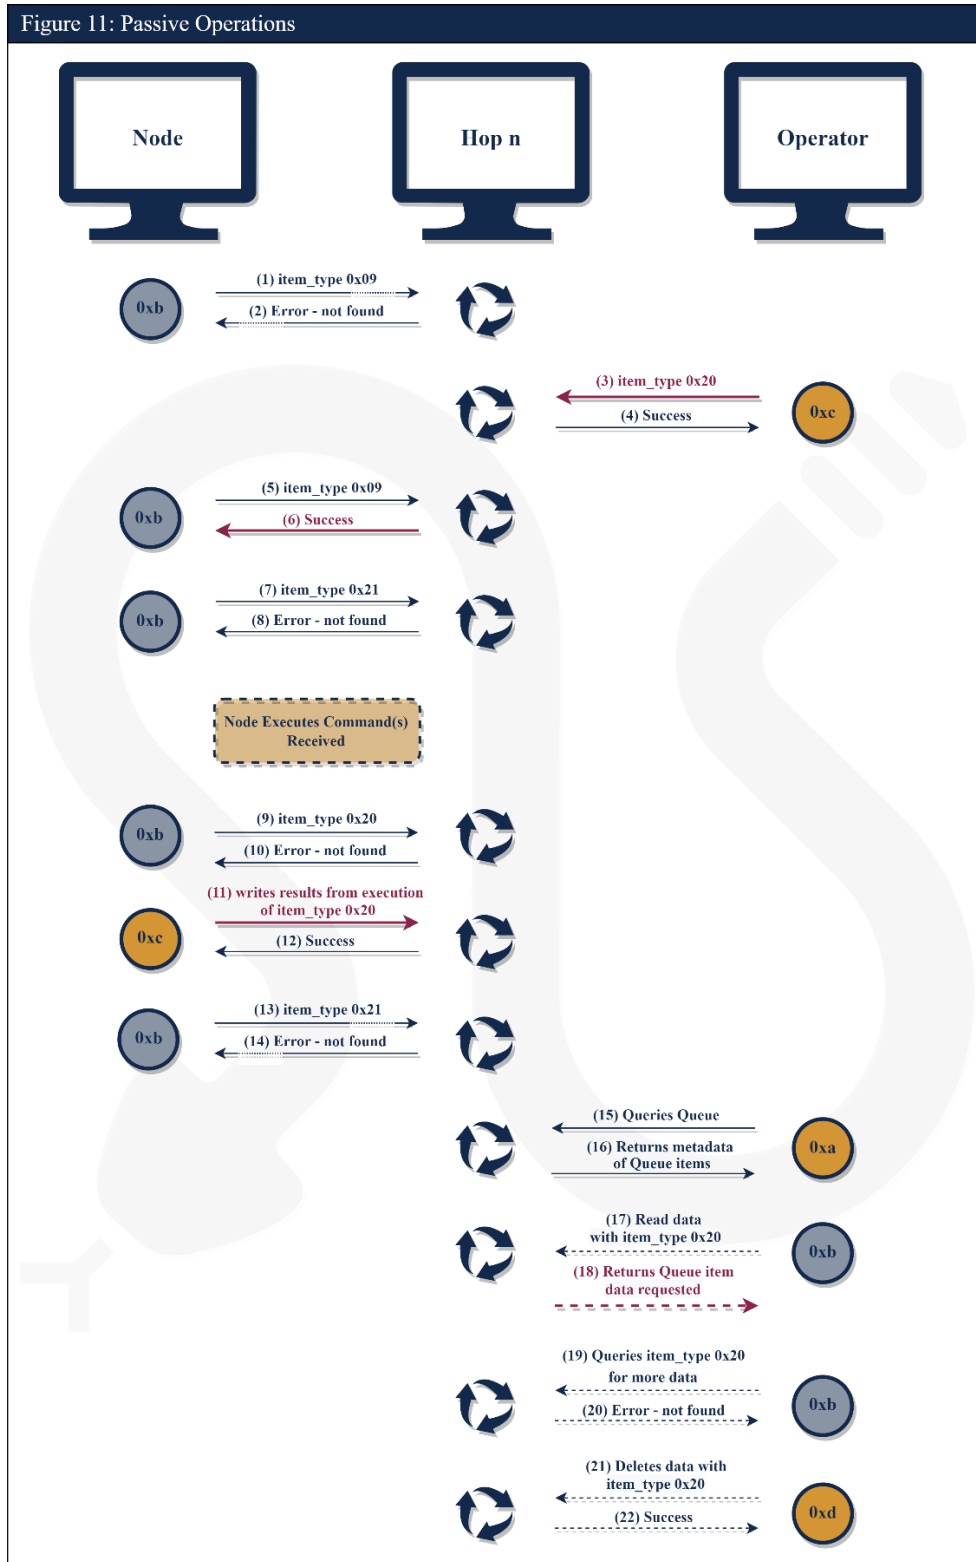 Figure 11: Passive Operations
Node
Hop n
Operator
0xb
(1) item_type 0x09
(2) Error - not found
(3) item_type 0x20
(4) Success
0xc
0xb
(5) item_type 0x09
(6) Success
0xb
(7) item_type 0x21
(8) Error - not found
Node Executes Command(s)
Received
0xb
(9) item_type 0x20
(10) Error - not found
0xc
(11) writes results from execution
of item_type 0x20
(12) Success
0xb
(13) item_type 0x21
(14) Error - not found
(15) Queries Queue
(16) Returns metadata
of Queue items
0xa
(17) Read data
with item_type 0x20
(18) Returns Queue item
data requested
0xb
(19) Queries item_type 0x20
for more data
(20) Error - not found
0xb
(21) Deletes data with
item_type 0x20
(22) Success
0xd